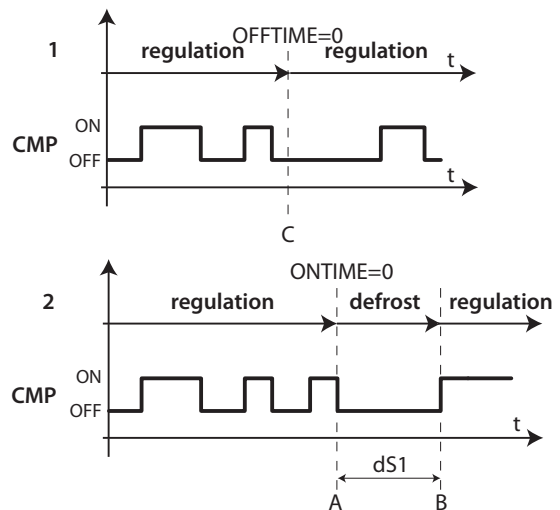 OFFTIME=0
1
regulation regulation
t
ON
CMP
OFF
t
C
ONTIME=0
2
regulation defrost regulation
ON
CMP
OFF
t
dS1
A B